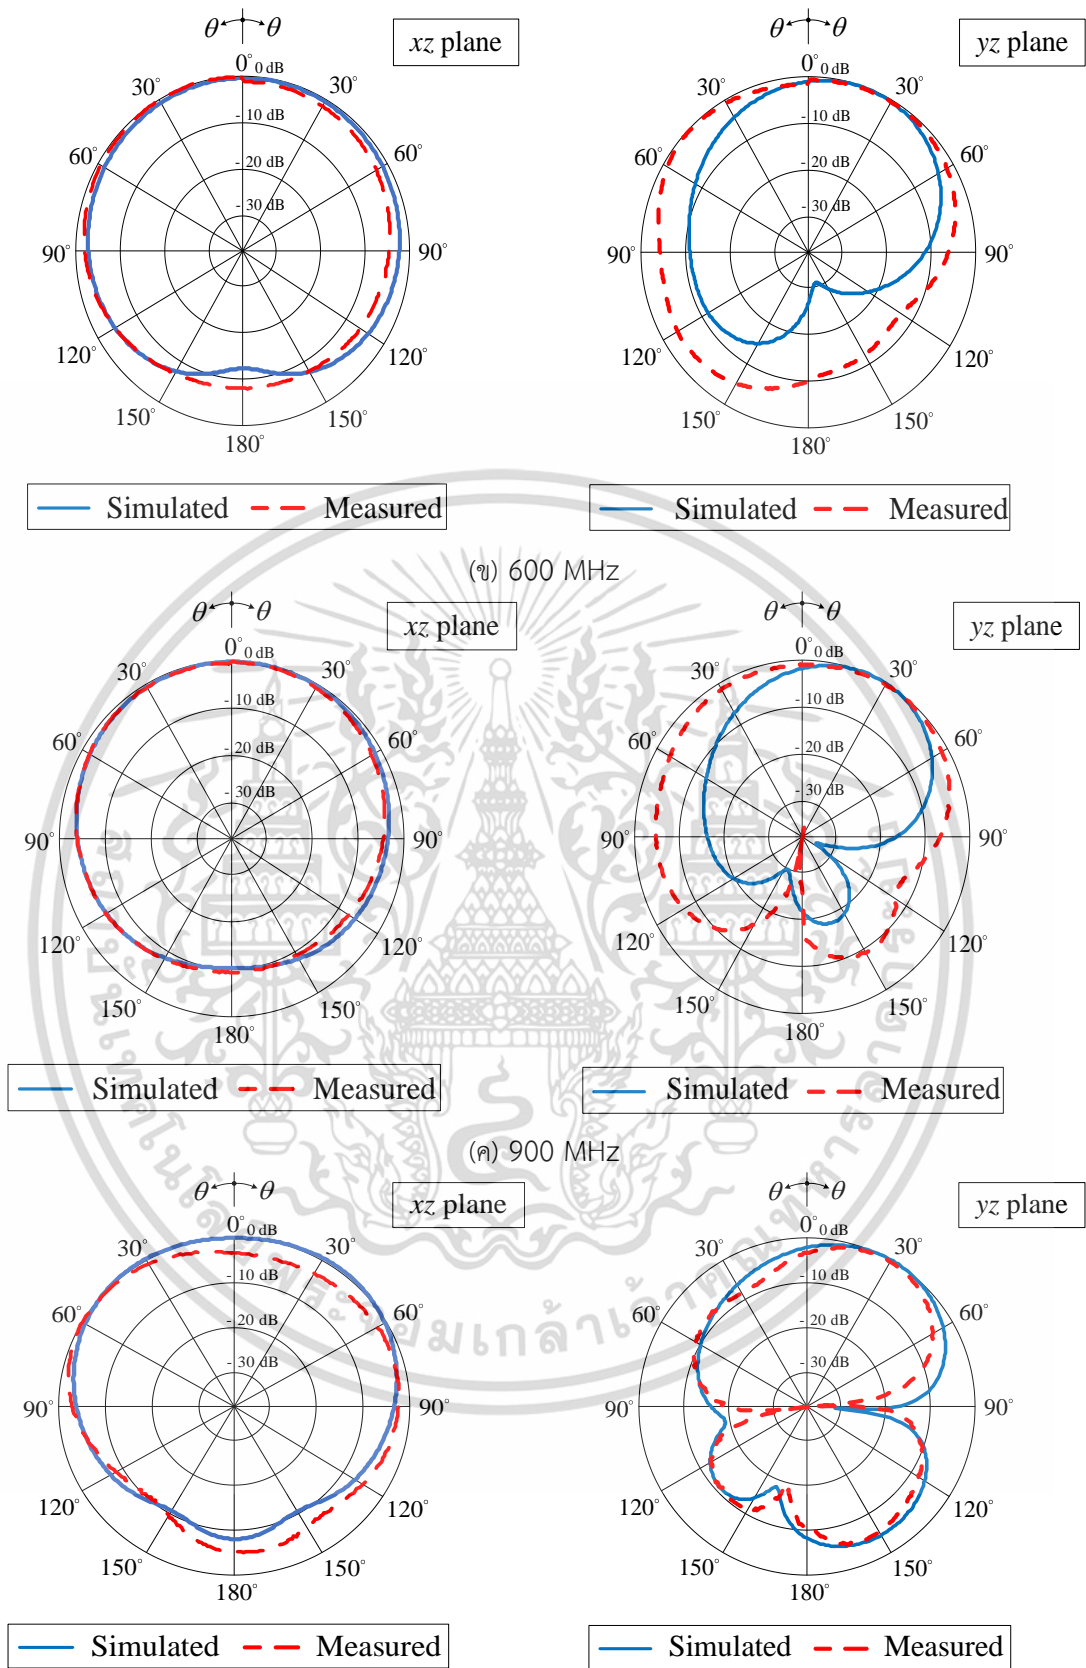 θ θ
xz plane
0° 0 dB
30° 30°
- 10 dB
60° 60°
- 20 dB
- 30 dB
90° 90°
120° 120°
150° 150°
180°
Simulated Measured
θ θ
yz plane
0° 0 dB
30° 30°
- 10 dB
60° 60°
- 20 dB
- 30 dB
90° 90°
120° 120°
150° 150°
180°
Simulated Measured
(ข) 600 MHz
θ θ
xz plane
0° 0 dB
30° 30°
- 10 dB
60° 60°
- 20 dB
- 30 dB
90° 90°
120° 120°
150° 150°
180°
Simulated Measured
θ θ
yz plane
0° 0 dB
30° 30°
- 10 dB
60° 60°
- 20 dB
- 30 dB
90° 90°
120° 120°
150° 150°
180°
Simulated Measured
(ค) 900 MHz
θ θ
xz plane
0° 0 dB
30° 30°
- 10 dB
60° 60°
- 20 dB
- 30 dB
90° 90°
120° 120°
150° 150°
180°
Simulated Measured
θ θ
yz plane
0° 0 dB
30° 30°
- 10 dB
60° 60°
- 20 dB
- 30 dB
90° 90°
120° 120°
150° 150°
180°
Simulated Measured